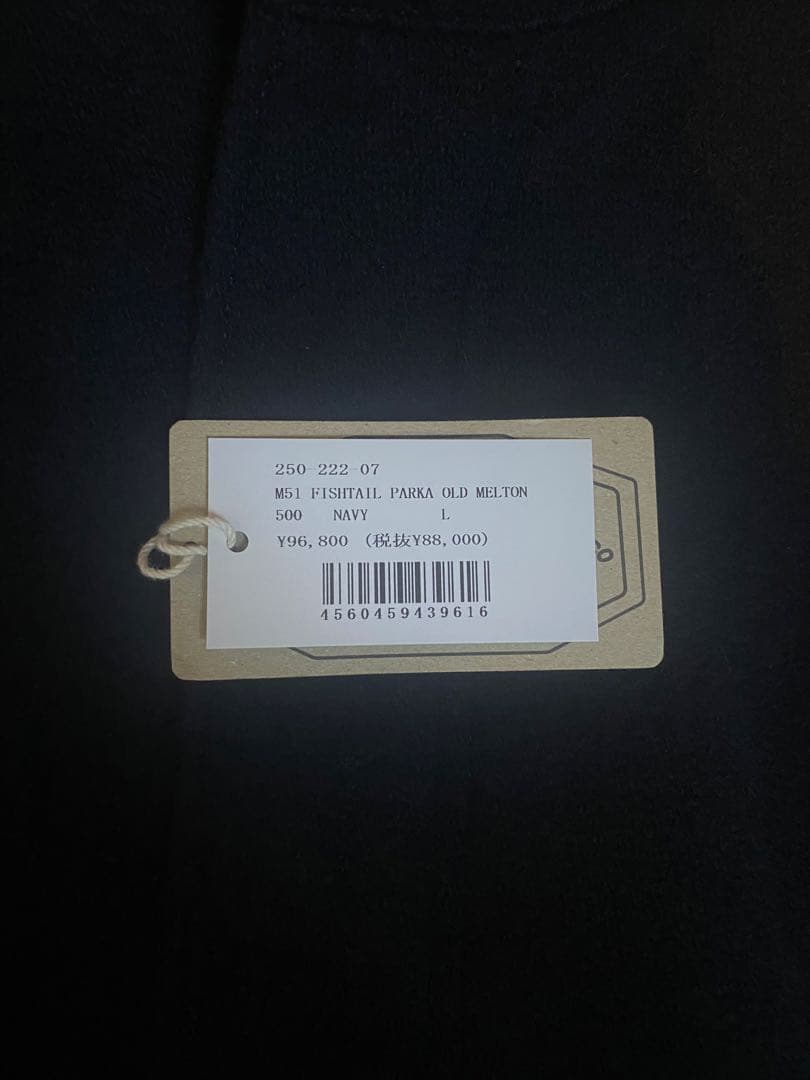 250-222-07
M51 FISHTAIL PARKA OLD MELTON
500 NAVY L
¥96,800 (税抜¥88,000)
4560459439616